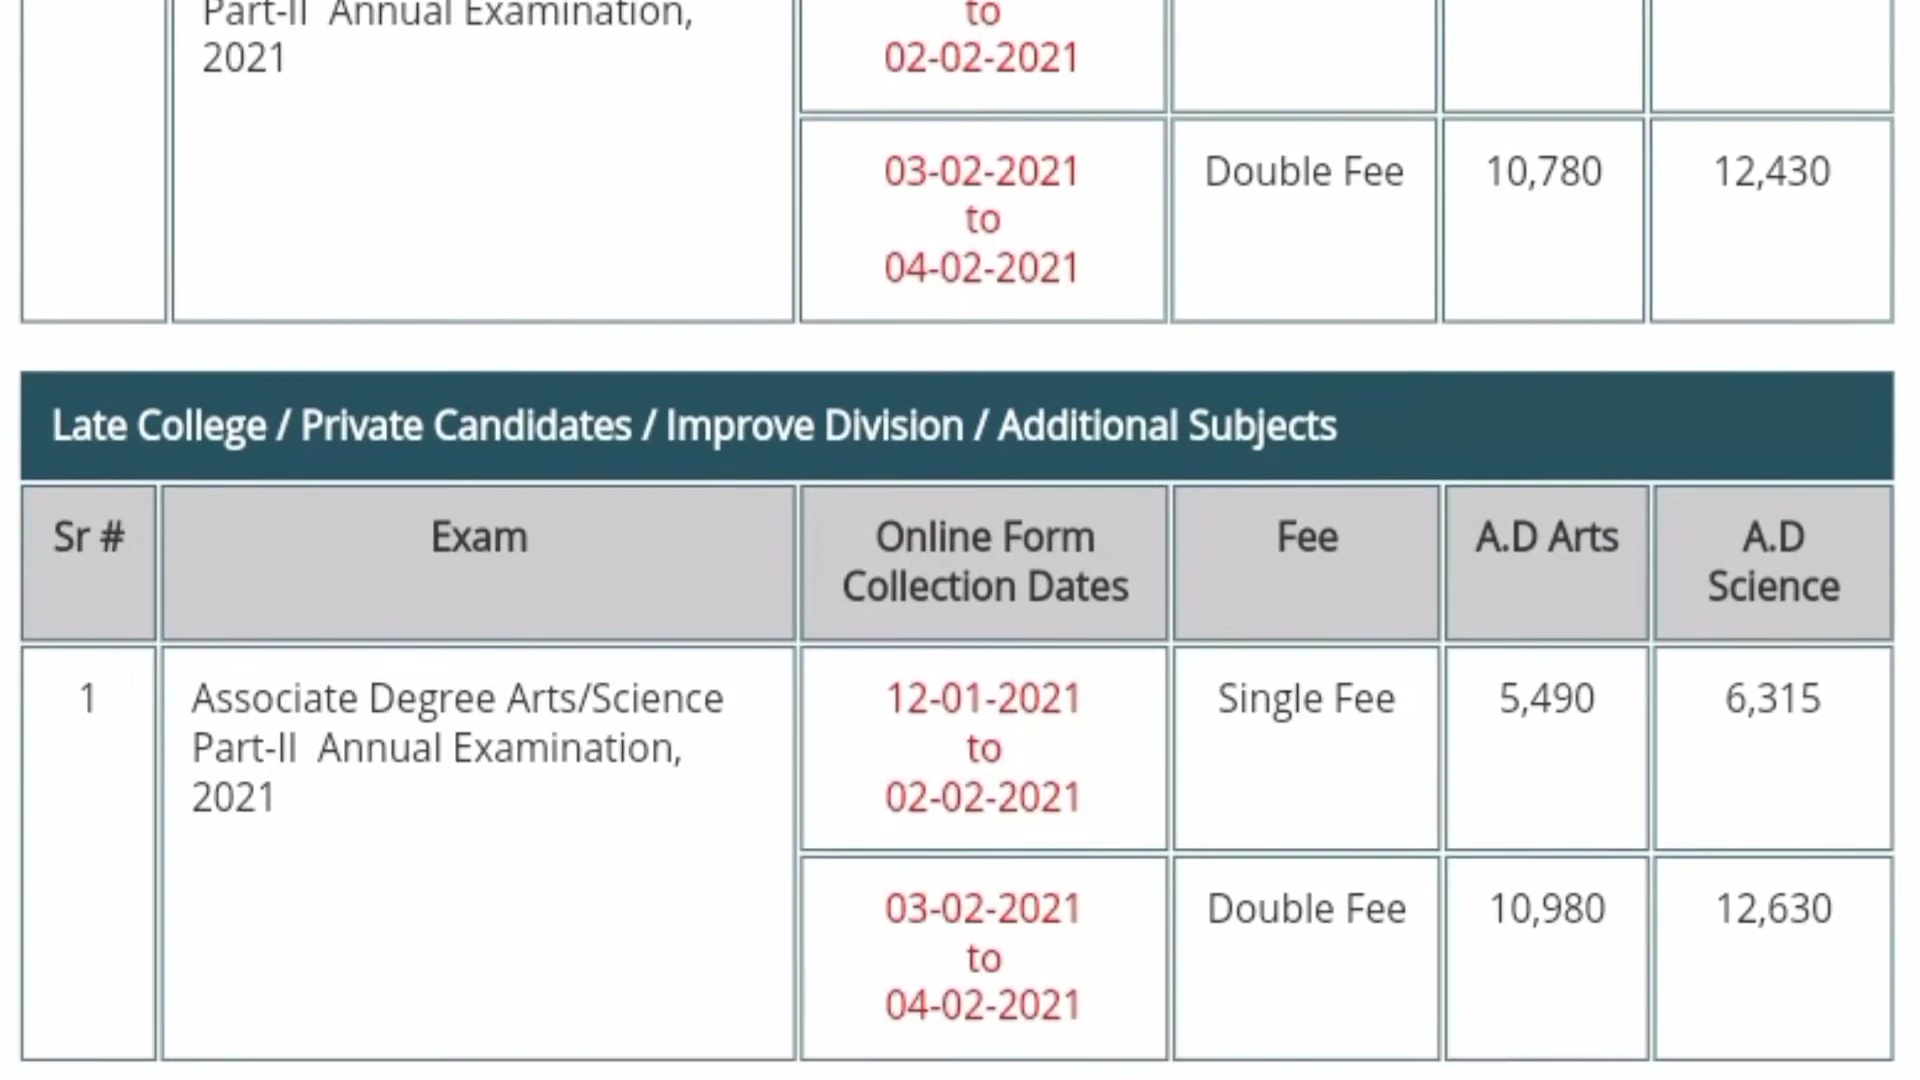 Part-II  Annual Examination,
2021
to
02-02-2021
03-02-2021
to
04-02-2021
Double Fee
10,780
12,430
Late College / Private Candidates / Improve Division / Additional Subjects
Sr #
Exam
Online Form
Collection Dates
Fee
A.D Arts
A.D
Science
1
Associate Degree Arts/Science
Part-II  Annual Examination,
2021
12-01-2021
to
02-02-2021
Single Fee
5,490
6,315
03-02-2021
to
04-02-2021
Double Fee
10,980
12,630